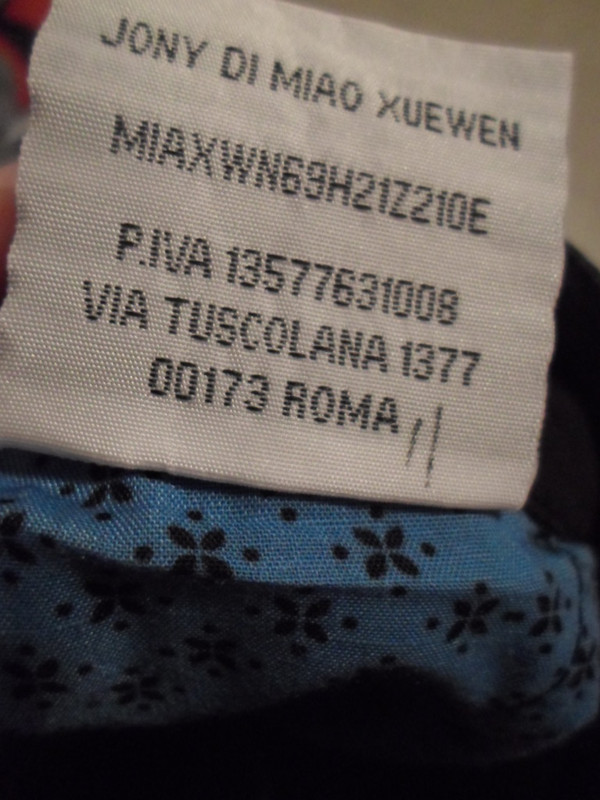 JONY DI MIAO XUEWEN
MIAXWN69H21Z210E
P.IVA 13577631008
VIA TUSCOLANA 1377
00173 ROMA